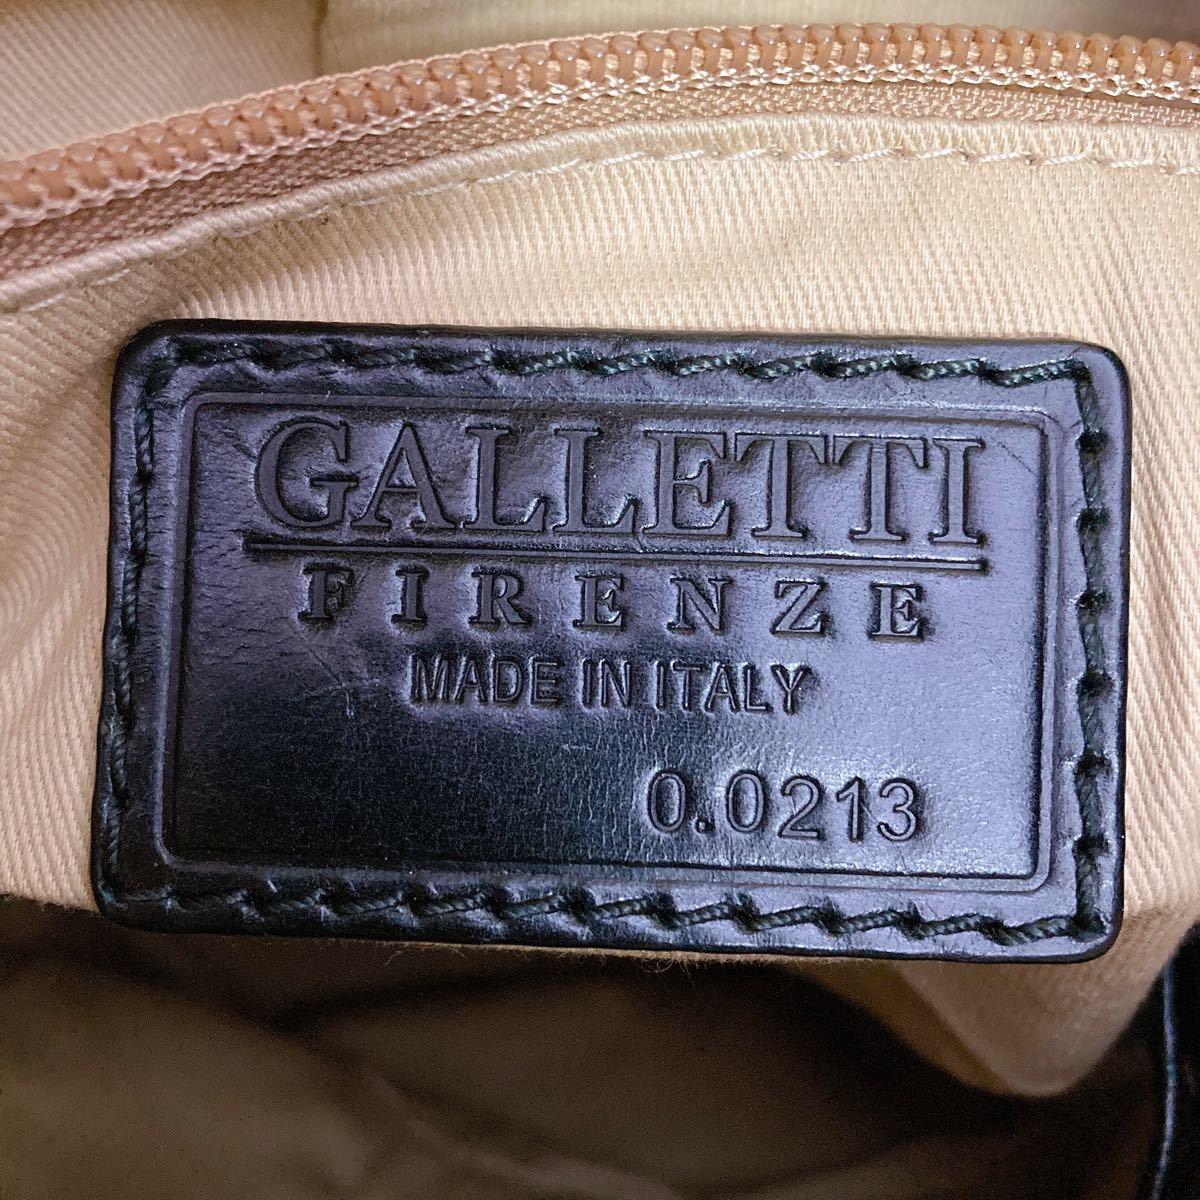 GALLETTI
FIRENZE
MADE IN ITALY
0.0213